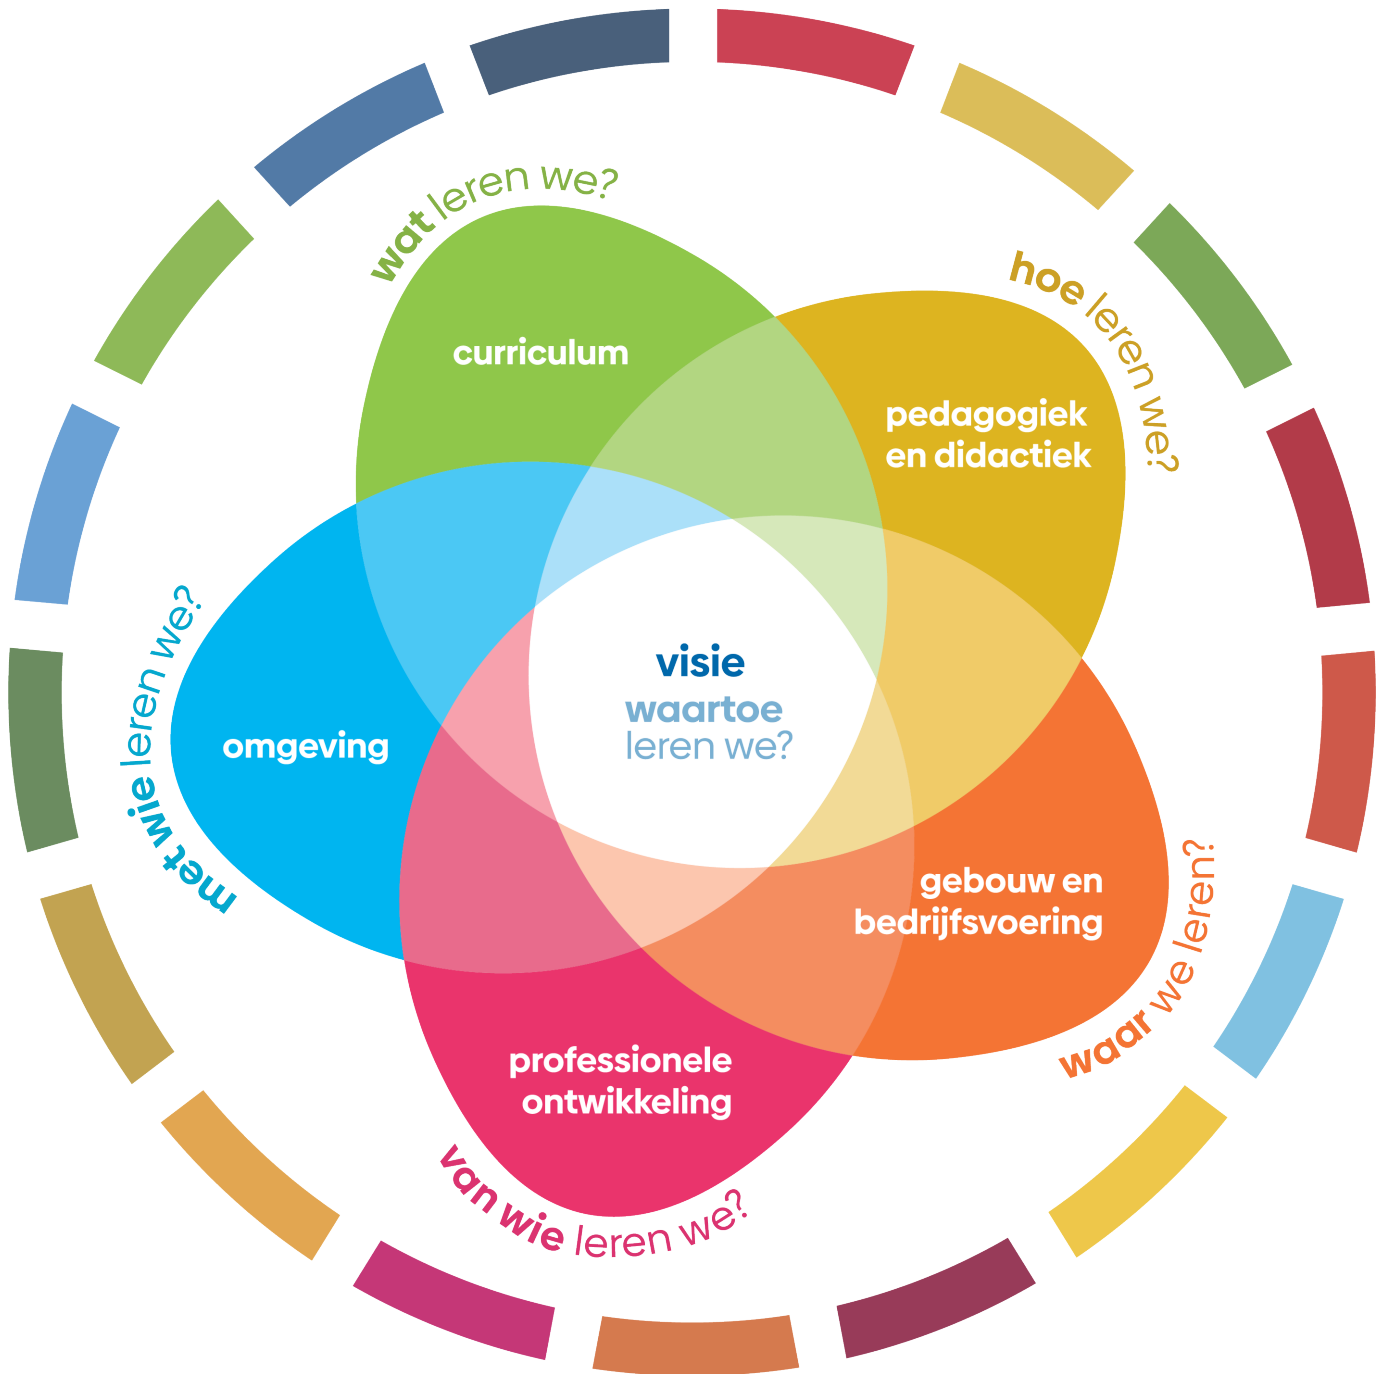 wat leren we?
curriculum
hoe leren we?
pedagogiek
en didactiek
visie
waartoe
leren we?
met wie leren we?
omgeving
gebouw en
bedrijfsvoering
waar we leren?
professionele
ontwikkeling
van wie leren we?